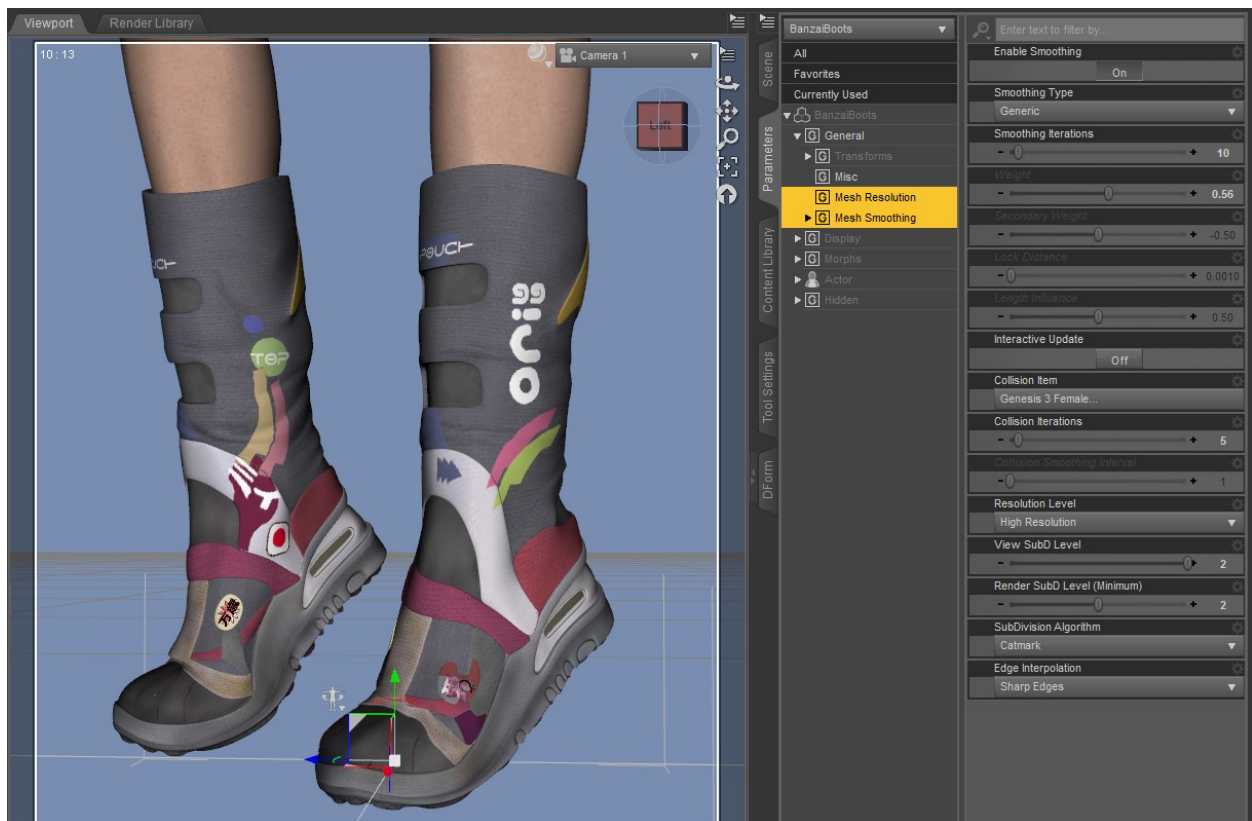 Viewport
Render Library
10 : 13
Camera 1
Left
TOP
Scene
Parameters
Content Library
Tool Settings
DForm
BanzaiBoots
All
Favorites
Currently Used
BanzaiBoots
G General
G Transforms
G Misc
G Mesh Resolution
G Mesh Smoothing
G Display
G Morphs
Actor
G Hidden
Enter text to filter by...
Enable Smoothing
On
Smoothing Type
Generic
Smoothing Iterations
- + 10
Weight
- + 0.56
Secondary Weight
- + -0.50
Lock Distance
- + 0.0010
Length Influence
- + 0.50
Interactive Update
Off
Collision Item
Genesis 3 Female...
Collision Iterations
- + 5
Collision Smoothing Interval
- + 1
Resolution Level
High Resolution
View SubD Level
- + 2
Render SubD Level (Minimum)
- + 2
SubDivision Algorithm
Catmark
Edge Interpolation
Sharp Edges